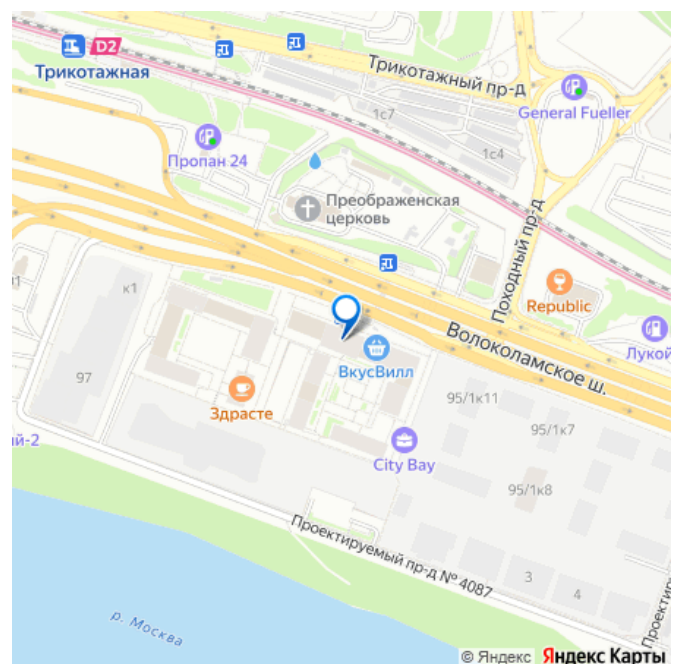 D2
Трикотажная
Трикотажный пр-д
1с7
General Fueller
Пропан 24
1с4
Преображенская
церковь
Походный пр-д
Republic
к1
Волоколамское ш.
ВкусВилл
97
Здрасте
95/1к11
95/1к7
ий-2
City Bay
95/1к8
Проектируемый пр-д № 4087
3
4
р. Москва
© Яндекс Яндекс Карты